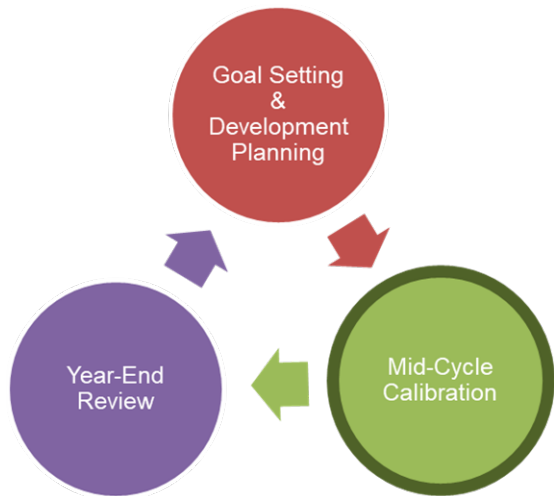 Goal Setting
&
Development
Planning
Mid-Cycle
Calibration
Year-End
Review